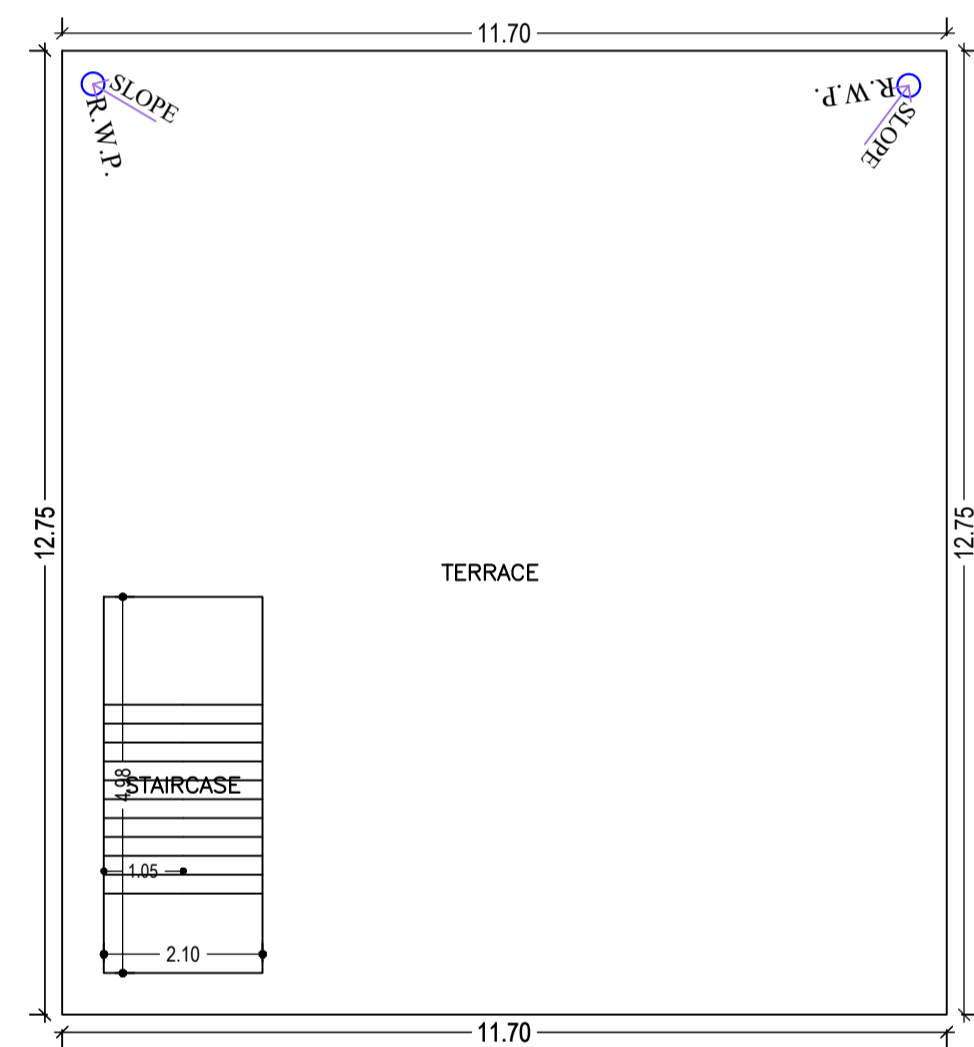 11.70
SLOPE
R.W.P.
R.W.P.
SLOPE
12.75
12.75
TERRACE
4.98
STAIRCASE
1.05
2.10
11.70